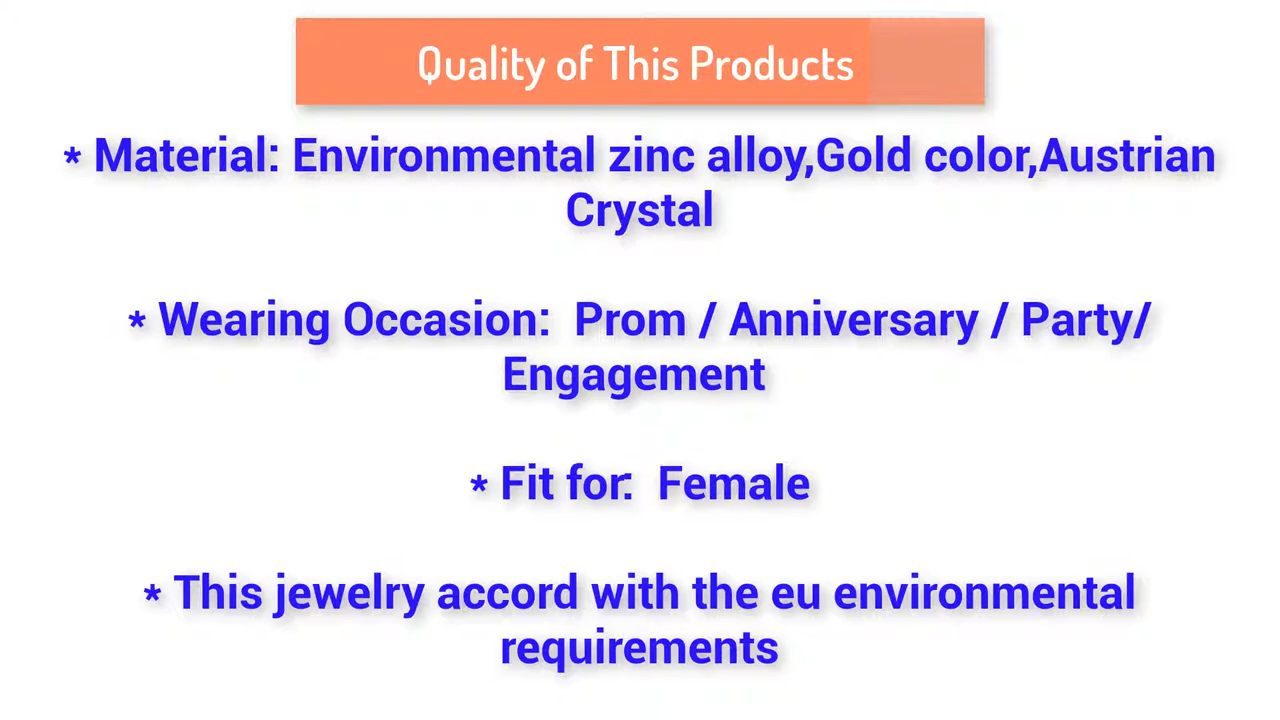 Quality of This Products
* Material: Environmental zinc alloy,Gold color,Austrian
Crystal
* Wearing Occasion:  Prom / Anniversary / Party/
Engagement
* Fit for:  Female
* This jewelry accord with the eu environmental
requirements